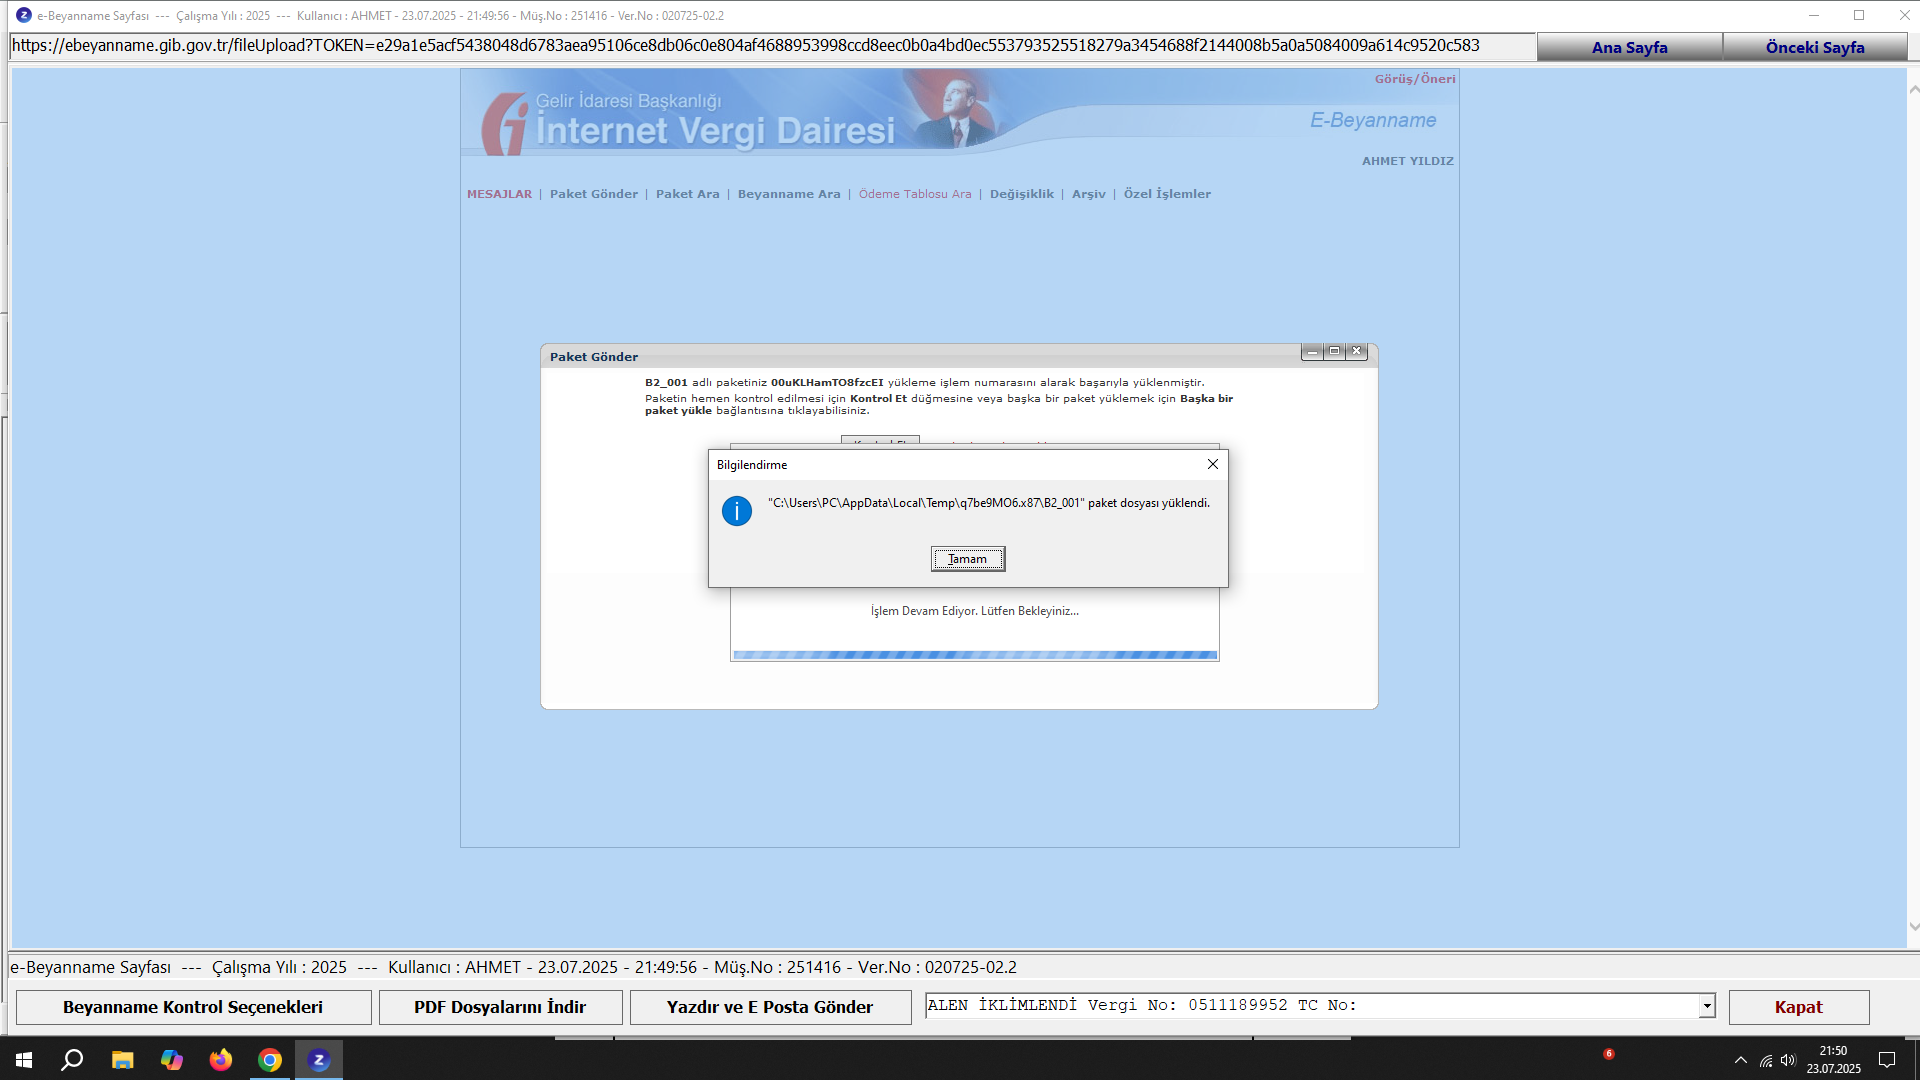 e-Beyanname Sayfası --- Çalışma Yılı : 2025 --- Kullanıcı : AHMET - 23.07.2025 - 21:49:56 - Müş.No : 251416 - Ver.No : 020725-02.2
https://ebeyanname.gib.gov.tr/fileUpload?TOKEN=e29a1e5acf5438048d6783aea95106ce8db06c0e804af4688953998ccd8eec0b0a4bd0ec553793525518279a3454688f2144008b5a0a5084009a614c9520c583
Ana Sayfa
Önceki Sayfa
Görüş/Öneri
Gelir İdaresi Başkanlığı
İnternet Vergi Dairesi
E-Beyanname
AHMET YILDIZ
MESAJLAR | Paket Gönder | Paket Ara | Beyanname Ara | Ödeme Tablosu Ara | Değişiklik | Arşiv | Özel İşlemler
Paket Gönder
B2_001 adlı paketiniz 00uKLHamTO8fzcEI yükleme işlem numarasını alarak başarıyla yüklenmiştir.
Paketin hemen kontrol edilmesi için Kontrol Et düğmesine veya başka bir paket yüklemek için Başka bir
paket yükle bağlantısına tıklayabilisiniz.
Bilgilendirme
"C:\Users\PC\AppData\Local\Temp\q7be9MO6.x87\B2_001" paket dosyası yüklendi.
Tamam
İşlem Devam Ediyor. Lütfen Bekleyiniz...
e-Beyanname Sayfası --- Çalışma Yılı : 2025 --- Kullanıcı : AHMET - 23.07.2025 - 21:49:56 - Müş.No : 251416 - Ver.No : 020725-02.2
Beyanname Kontrol Seçenekleri
PDF Dosyalarını İndir
Yazdır ve E Posta Gönder
ALEN İKLİMLENDİ Vergi No: 0511189952 TC No:
Kapat
6
21:50
23.07.2025